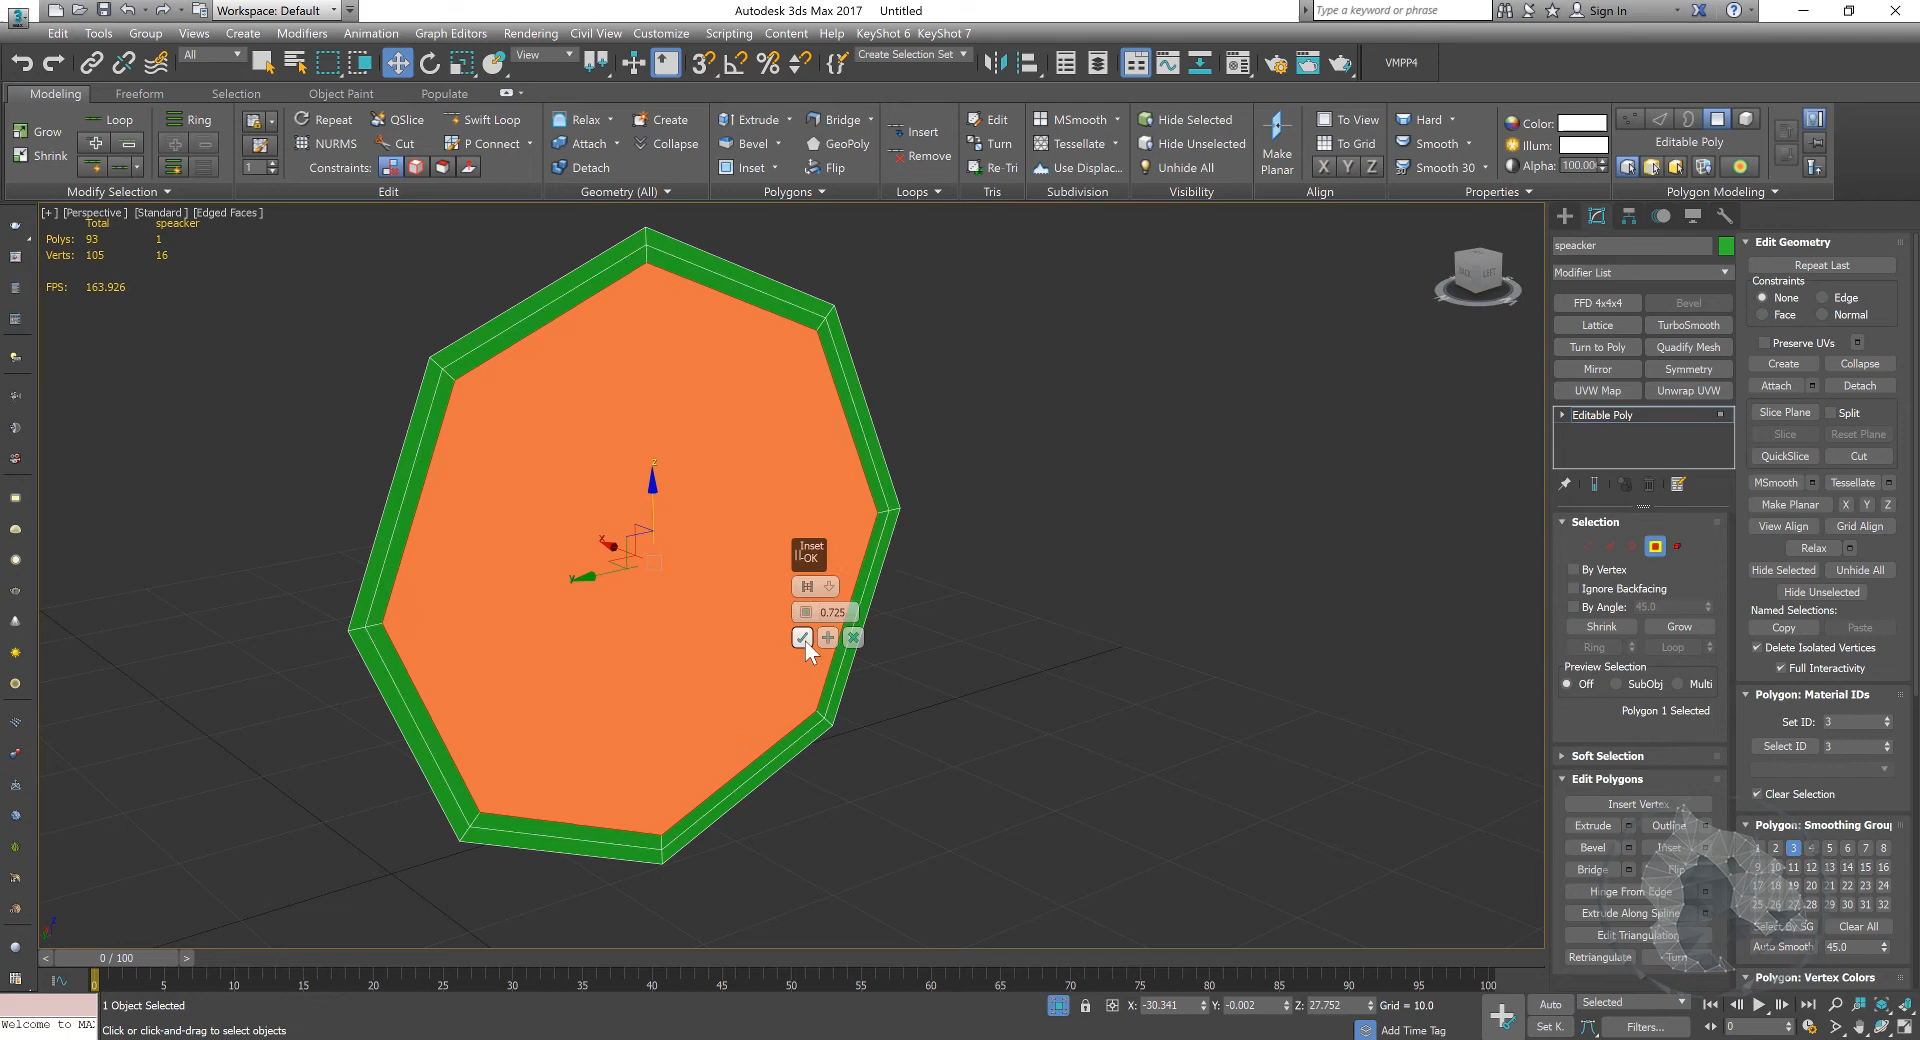 Workspace: Default
Autodesk 3ds Max 2017    Untitled
Type a keyword or phrase
Sign In
Edit Tools Group Views Create Modifiers Animation Graph Editors Rendering Civil View Customize Scripting Content Help KeyShot 6 KeyShot 7
All
View
Create Selection Set
VMPP4
Modeling Freeform Selection Object Paint Populate
Grow
Shrink
Loop
Ring
1
Modify Selection
Repeat QSlice Swift Loop
NURMS Cut P Connect
Constraints:
Edit
Relax Create
Attach Collapse
Detach
Geometry (All)
Extrude Bridge
Bevel GeoPoly
Inset Flip
Polygons
Insert
Remove
Loops
Edit
Turn
Re-Tri
Tris
MSmooth
Tessellate
Use Displac...
Subdivision
Hide Selected
Hide Unselected
Unhide All
Visibility
Make Planar
To View
To Grid
X Y Z
Align
Hard
Smooth
Smooth 30
Color:
Illum:
Alpha: 100.00
Properties
Editable Poly
Polygon Modeling
[+] [Perspective] [Standard] [Edged Faces]
Total speacker
Polys: 93 1
Verts: 105 16
FPS: 163.926
BACK LEFT
z
x
y
Inset
OK
0.725
speacker
Modifier List
FFD 4x4x4 Bevel
Lattice TurboSmooth
Turn to Poly Quadify Mesh
Mirror Symmetry
UVW Map Unwrap UVW
Editable Poly
Selection
By Vertex
Ignore Backfacing
By Angle: 45.0
Shrink Grow
Ring Loop
Preview Selection
Off SubObj Multi
Polygon 1 Selected
Soft Selection
Edit Polygons
Insert Vertex
Extrude Outline
Bevel Inset
Bridge Flip
Hinge From Edge
Extrude Along Spline
Edit Triangulation
Retriangulate Turn
Edit Geometry
Repeat Last
Constraints
None Edge
Face Normal
Preserve UVs
Create Collapse
Attach Detach
Slice Plane Split
Slice Reset Plane
QuickSlice Cut
MSmooth Tessellate
Make Planar X Y Z
View Align Grid Align
Relax
Hide Selected Unhide All
Hide Unselected
Named Selections:
Copy Paste
Delete Isolated Vertices
Full Interactivity
Polygon: Material IDs
Set ID: 3
Select ID 3
Clear Selection
Polygon: Smoothing Grou
1 2 3 4 5 6 7 8
9 10 11 12 13 14 15 16
17 18 19 20 21 22 23 24
25 26 27 28 29 30 31 32
Select By SG Clear All
Auto Smooth 45.0
Polygon: Vertex Colors
< 0 / 100 >
0 5 10 15 20 25 30 35 40 45 50 55 60 65 70 75 80 85 90 95 100
Welcome to MAX
1 Object Selected
Click or click-and-drag to select objects
X: -30.341 Y: -0.002 Z: 27.752 Grid = 10.0
Add Time Tag
Auto Selected
Set K. Filters...
0